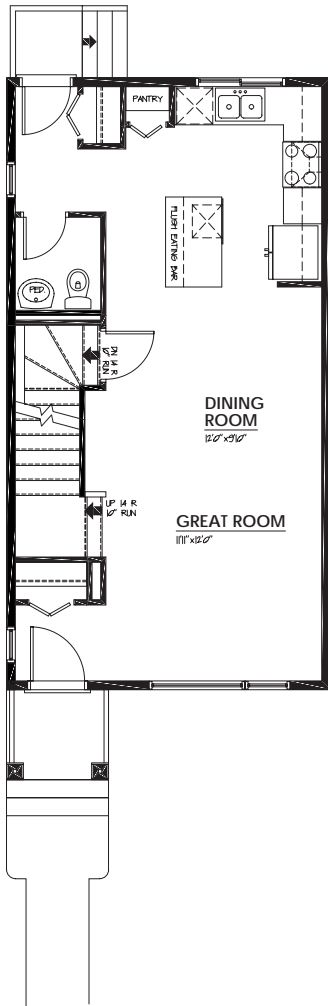 PANTRY
FLUSH EATING BAR
PED.
DN 14 R
10" RUN
DINING
ROOM
12'0" x 9'10"
UP 14 R
10" RUN
GREAT ROOM
11'11" x 12'0"